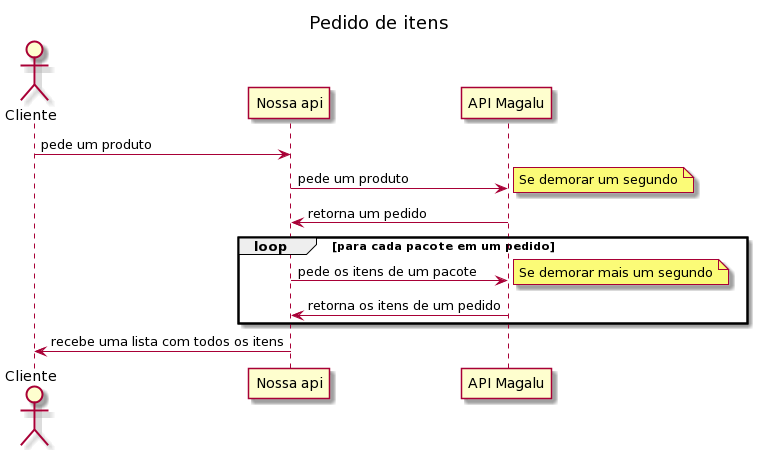 Pedido de itens
Cliente
Nossa api
API Magalu
pede um produto
pede um produto
Se demorar um segundo
retorna um pedido
loop
[para cada pacote em um pedido]
pede os itens de um pacote
Se demorar mais um segundo
retorna os itens de um pedido
recebe uma lista com todos os itens
Cliente
Nossa api
API Magalu